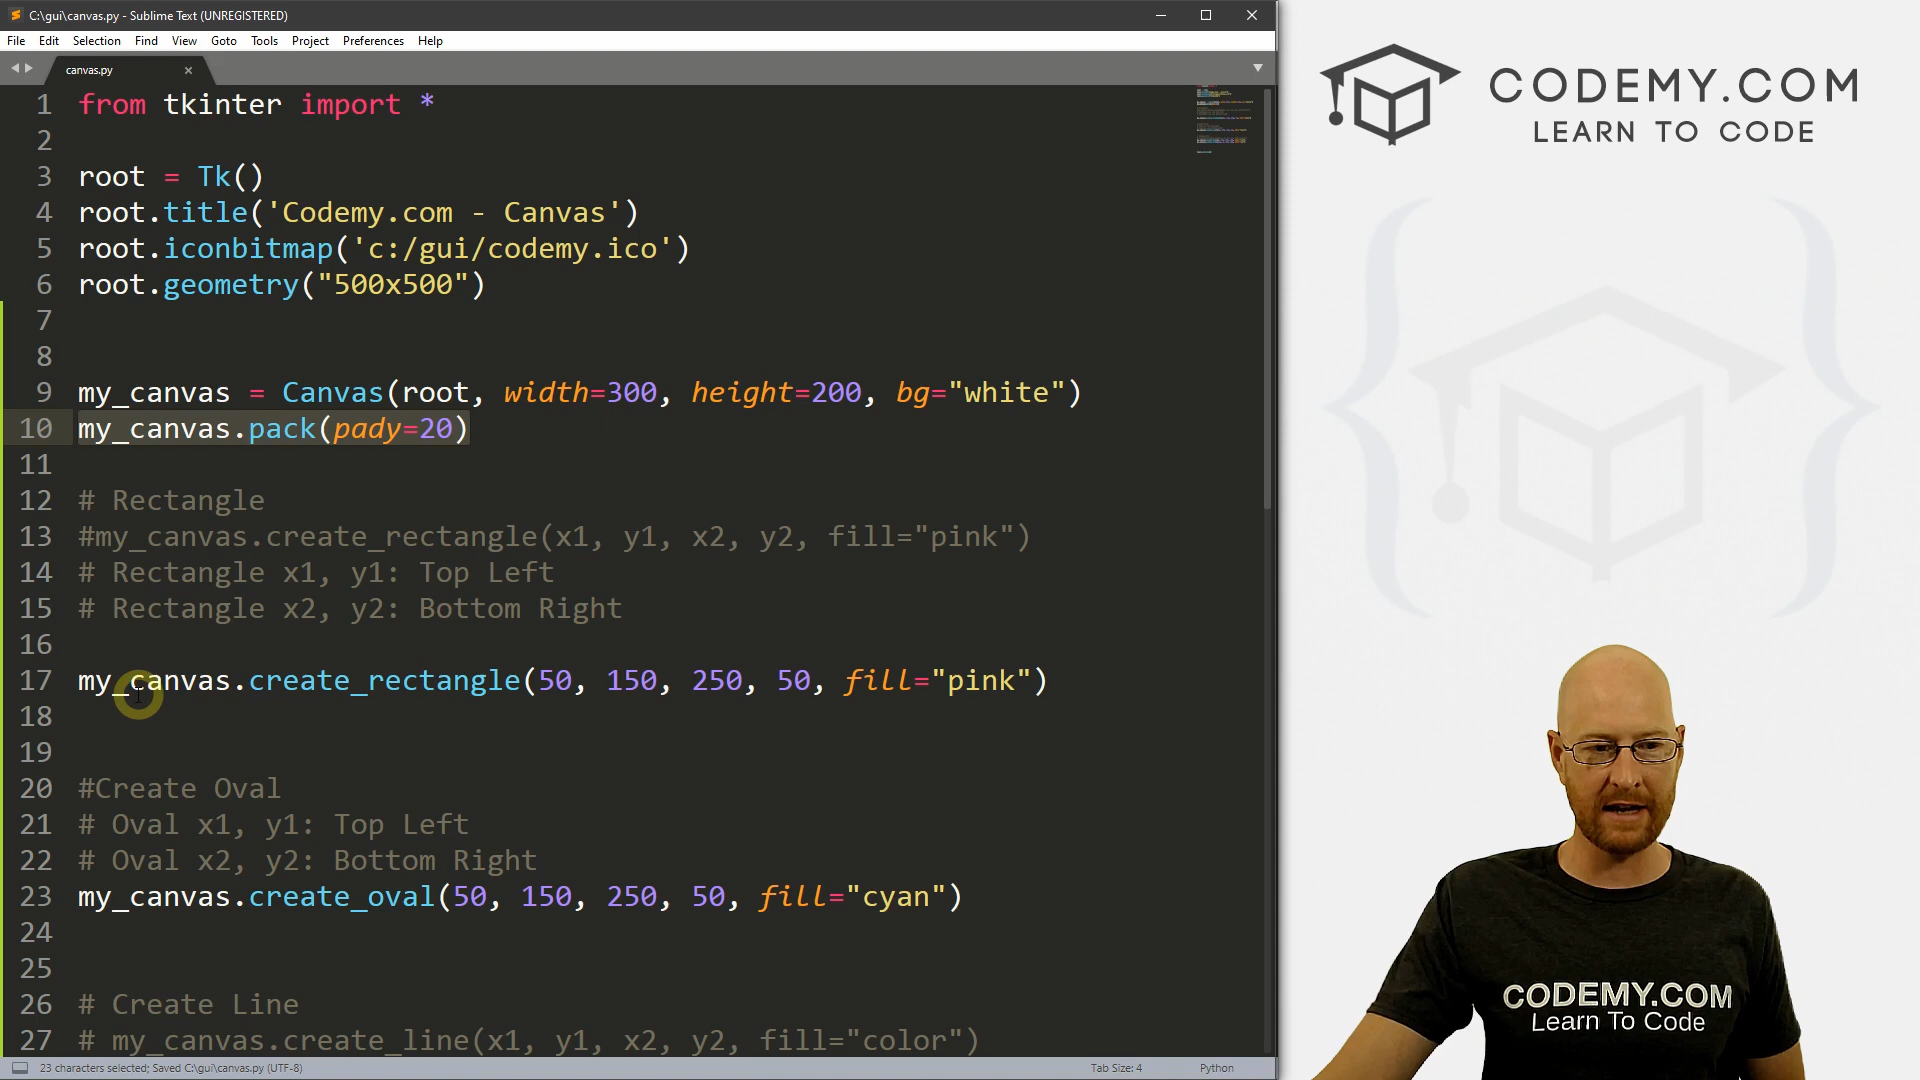 C:\gui\canvas.py - Sublime Text (UNREGISTERED)
File Edit Selection Find View Goto Tools Project Preferences Help
canvas.py
1 from tkinter import *
2
3 root = Tk()
4 root.title('Codemy.com - Canvas')
5 root.iconbitmap('c:/gui/codemy.ico')
6 root.geometry("500x500")
7
8
9 my_canvas = Canvas(root, width=300, height=200, bg="white")
10 my_canvas.pack(pady=20)
11
12 # Rectangle
13 #my_canvas.create_rectangle(x1, y1, x2, y2, fill="pink")
14 # Rectangle x1, y1: Top Left
15 # Rectangle x2, y2: Bottom Right
16
17 my_canvas.create_rectangle(50, 150, 250, 50, fill="pink")
18
19
20 #Create Oval
21 # Oval x1, y1: Top Left
22 # Oval x2, y2: Bottom Right
23 my_canvas.create_oval(50, 150, 250, 50, fill="cyan")
24
25
26 # Create Line
27 # my_canvas.create_line(x1, y1, x2, y2, fill="color")
23 characters selected; Saved C:\gui\canvas.py (UTF-8)
Tab Size: 4
Python
CODEMY.COM
LEARN TO CODE
CODEMY.COM
Learn To Code